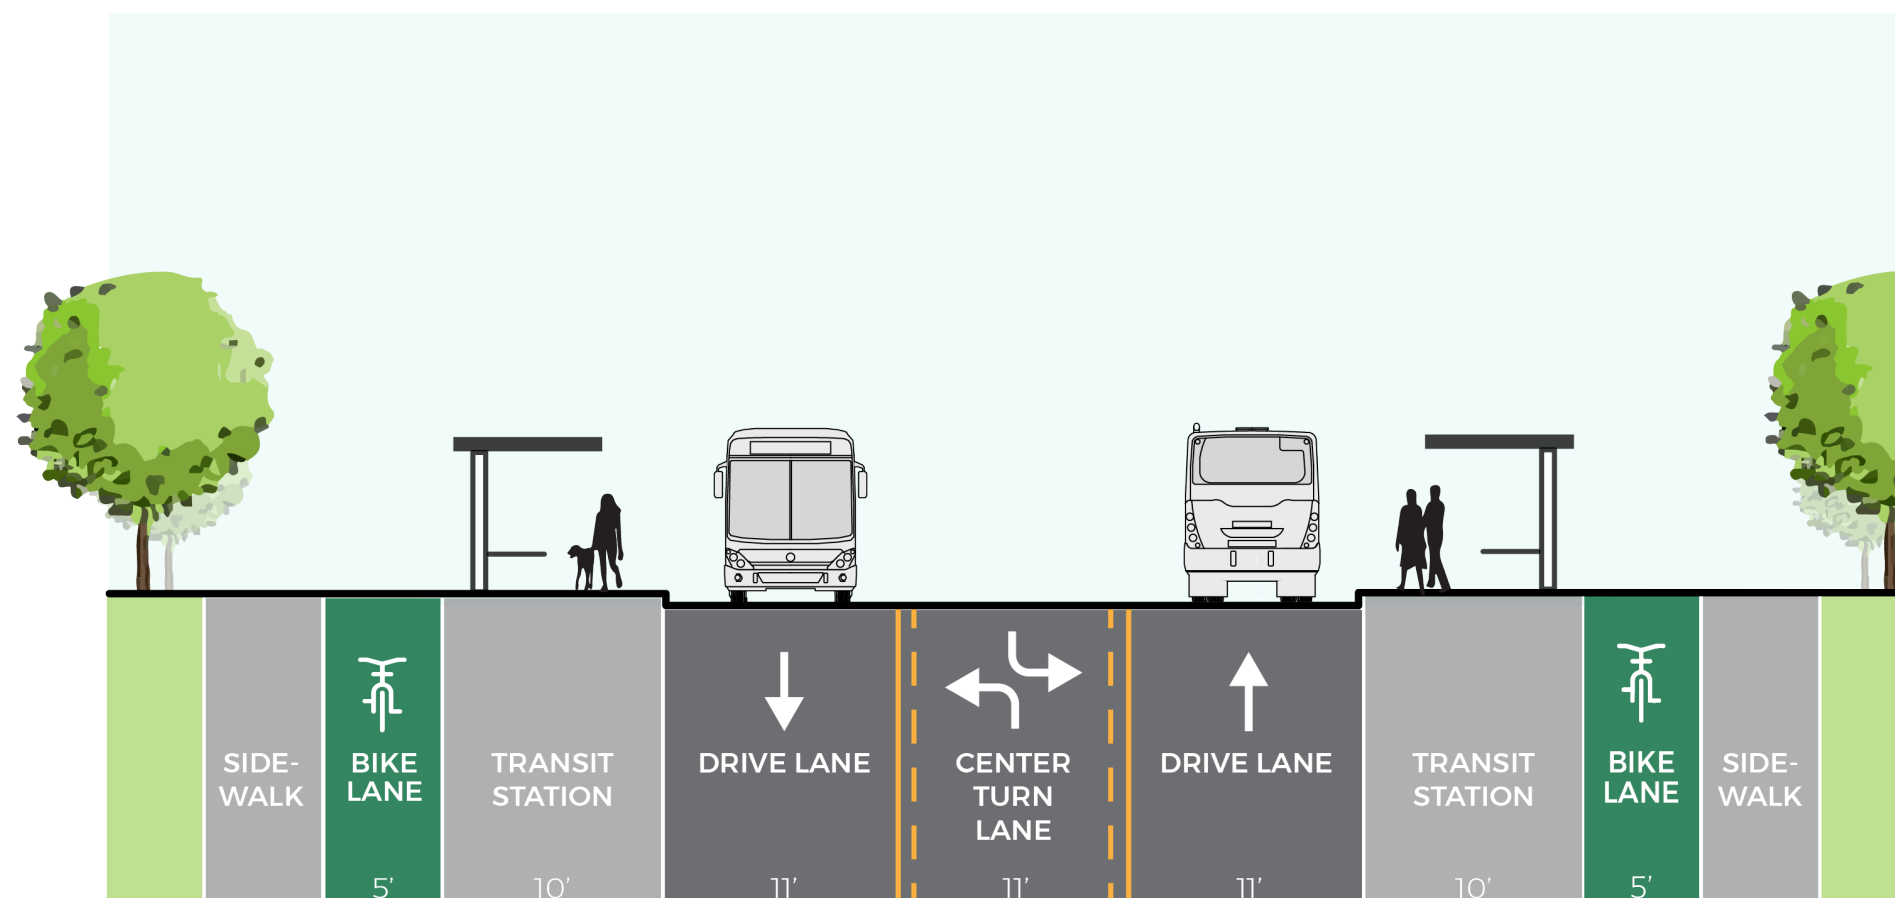 SIDE-
WALK
BIKE
LANE
5’
TRANSIT
STATION
10’
DRIVE LANE
11’
CENTER
TURN
LANE
11’
DRIVE LANE
11’
TRANSIT
STATION
10’
BIKE
LANE
5’
SIDE-
WALK